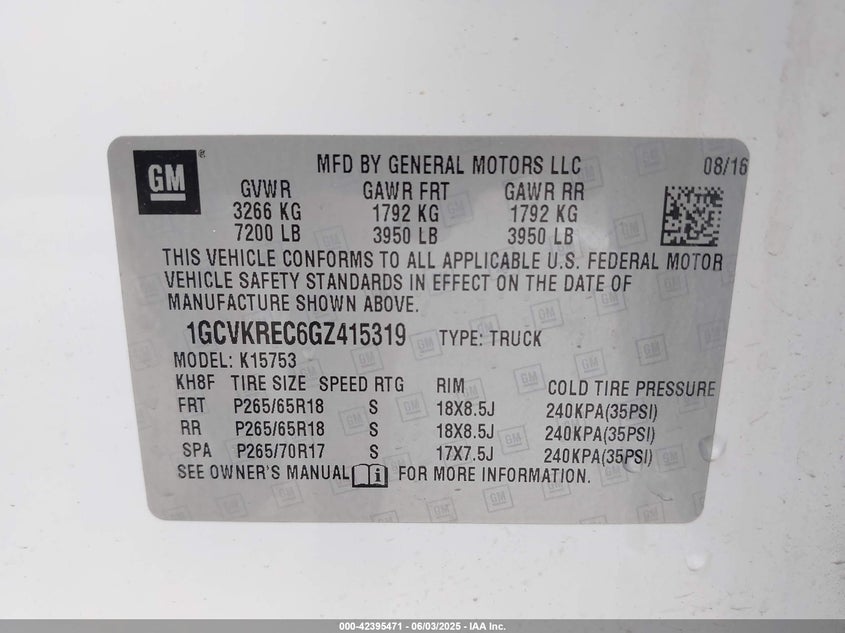 GM ® MFD BY GENERAL MOTORS LLC 08/16
GVWR GAWR FRT GAWR RR
3266 KG 1792 KG 1792 KG
7200 LB 3950 LB 3950 LB
THIS VEHICLE CONFORMS TO ALL APPLICABLE U.S. FEDERAL MOTOR
VEHICLE SAFETY STANDARDS IN EFFECT ON THE DATE OF
MANUFACTURE SHOWN ABOVE.
1GCVKREC6GZ415319 TYPE: TRUCK
MODEL: K15753
KH8F TIRE SIZE SPEED RTG RIM COLD TIRE PRESSURE
FRT P265/65R18 S 18X8.5J 240KPA(35PSI)
RR P265/65R18 S 18X8.5J 240KPA(35PSI)
SPA P265/70R17 S 17X7.5J 240KPA(35PSI)
SEE OWNER'S MANUAL FOR MORE INFORMATION.
000-42395471 - 06/03/2025 - IAA Inc.